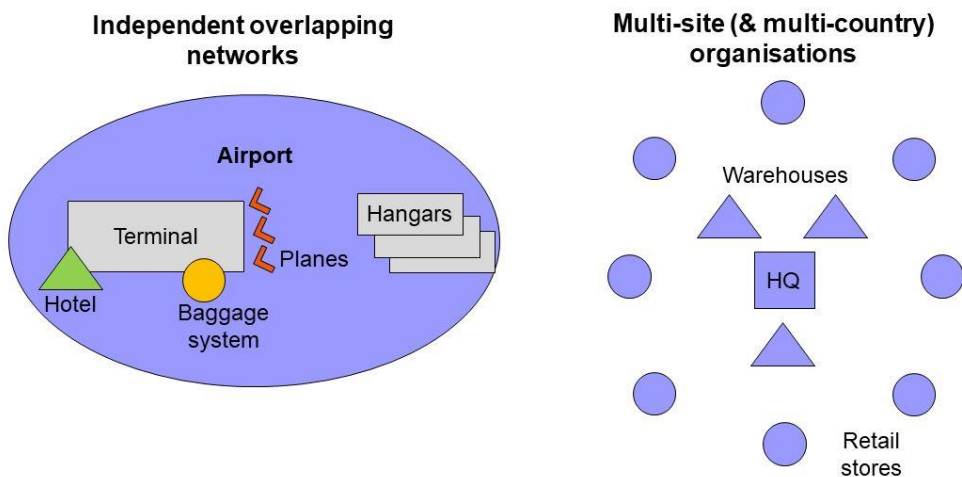 Independent overlapping
networks
Airport
Terminal
Hangars
Planes
Hotel
Baggage
system
Multi-site (& multi-country)
organisations
Warehouses
HQ
Retail
stores